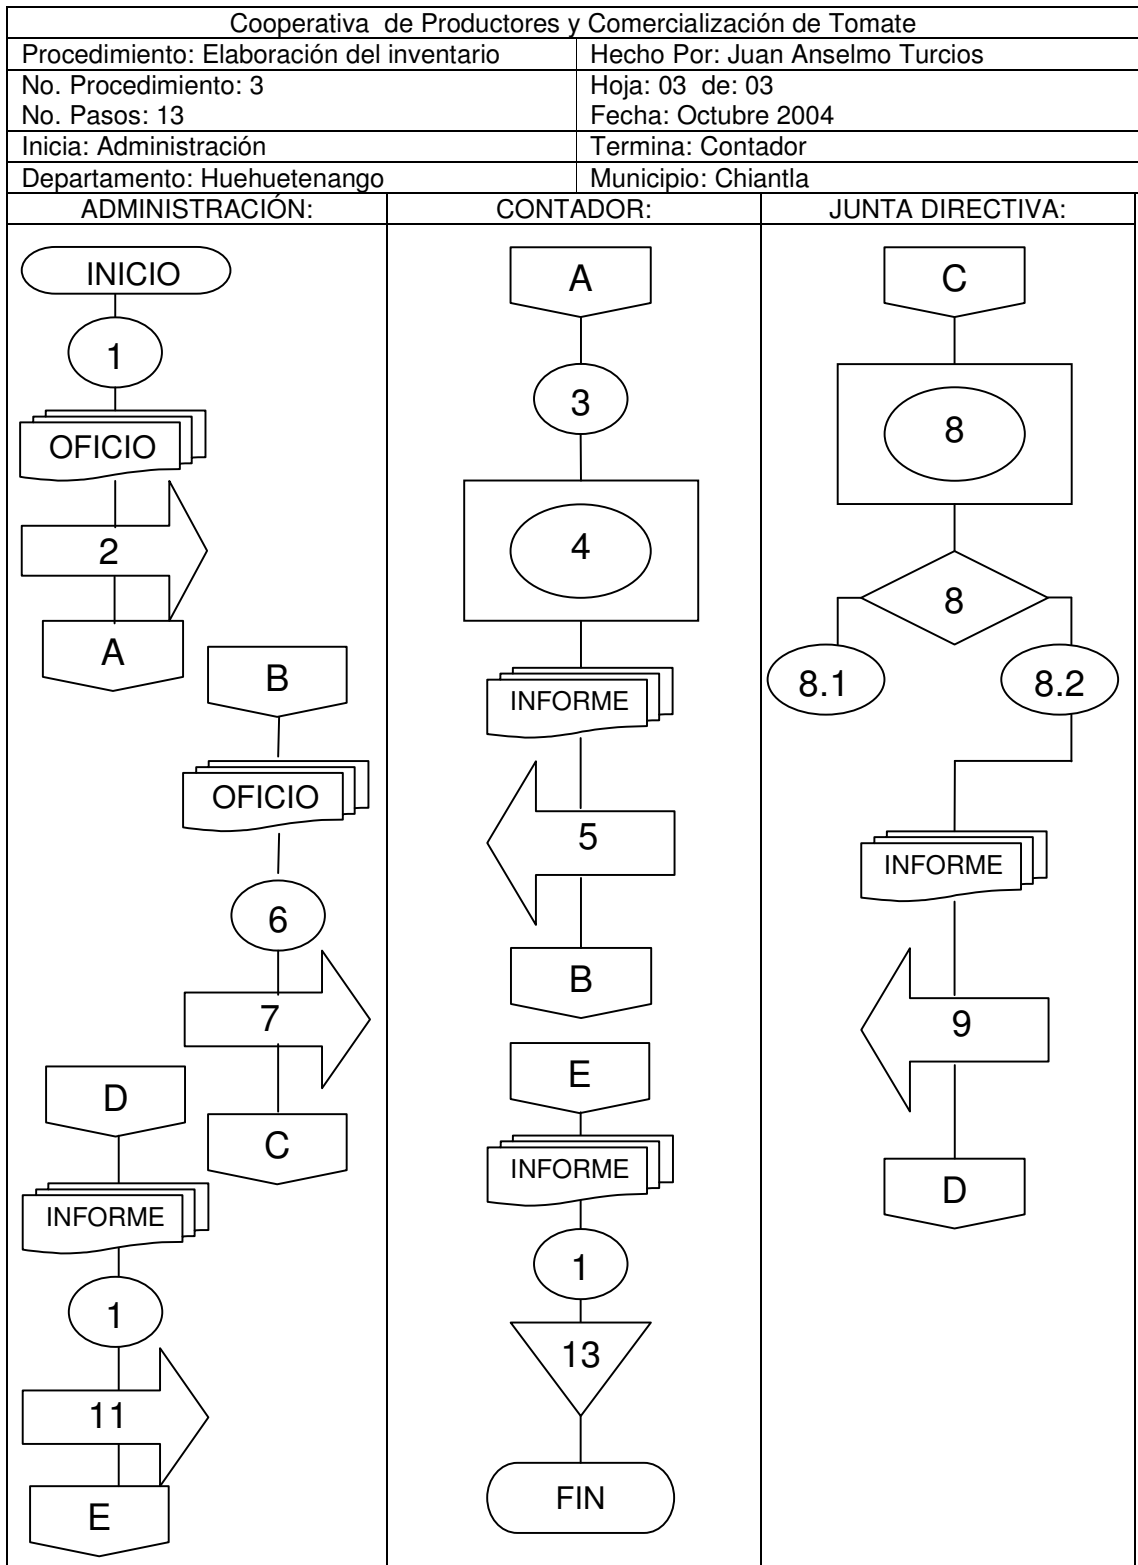 Cooperativa de Productores y Comercialización de Tomate
Procedimiento: Elaboración del inventario
Hecho Por: Juan Anselmo Turcios
No. Procedimiento: 3
No. Pasos: 13
Hoja: 03 de: 03
Fecha: Octubre 2004
Inicia: Administración
Termina: Contador
Departamento: Huehuetenango
Municipio: Chiantla
ADMINISTRACIÓN:
INICIO
1
OFICIO
2
A
B
OFICIO
6
7
C
D
INFORME
1
11
E
CONTADOR:
A
3
4
INFORME
5
B
E
INFORME
1
13
FIN
JUNTA DIRECTIVA:
C
8
8
8.1
8.2
INFORME
9
D